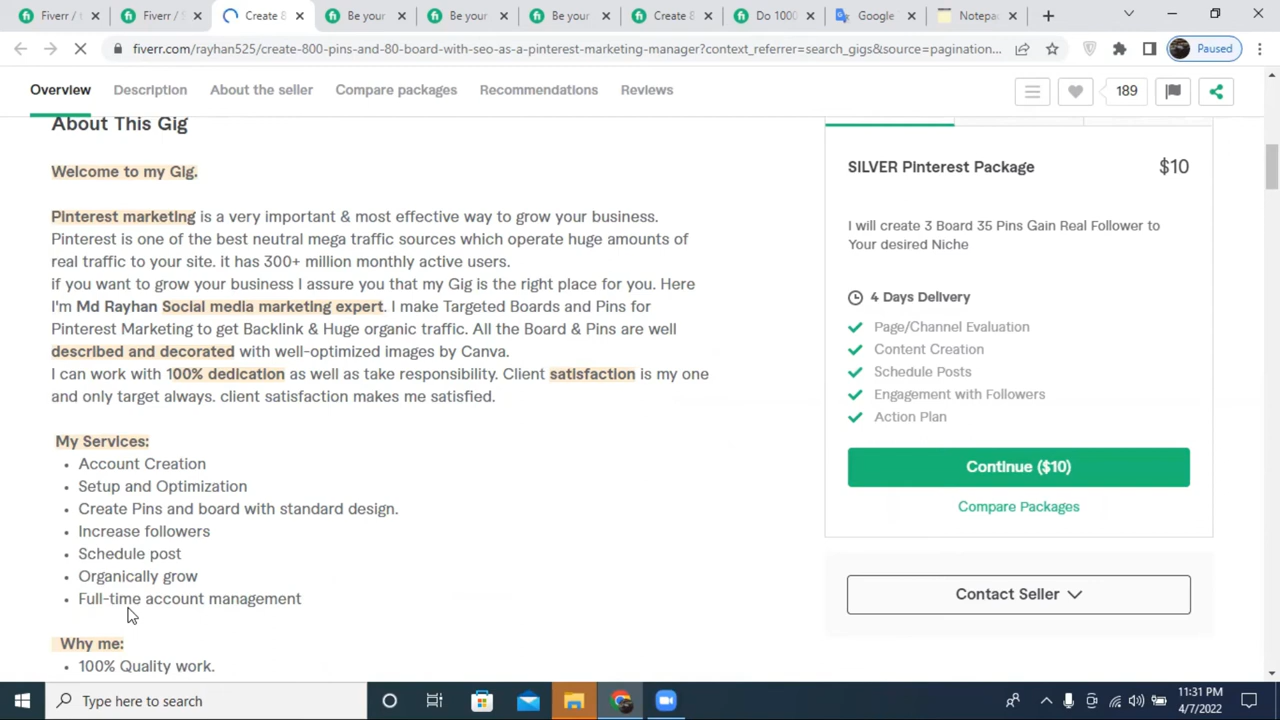 Fiverr /
Fiverr / 
Create 8
Be your
Be your
Be your
Create 8
Do 1000
Google
Notepad
fiverr.com/rayhan525/create-800-pins-and-80-board-with-seo-as-a-pinterest-marketing-manager?context_referrer=search_gigs&source=pagination...
Paused
Overview
Description
About the seller
Compare packages
Recommendations
Reviews
189
About This Gig
Welcome to my Gig.
Pinterest marketing is a very important & most effective way to grow your business.
Pinterest is one of the best neutral mega traffic sources which operate huge amounts of
real traffic to your site. it has 300+ million monthly active users.
if you want to grow your business I assure you that my Gig is the right place for you. Here
I'm Md Rayhan Social media marketing expert. I make Targeted Boards and Pins for
Pinterest Marketing to get Backlink & Huge organic traffic. All the Board & Pins are well
described and decorated with well-optimized images by Canva.
I can work with 100% dedication as well as take responsibility. Client satisfaction is my one
and only target always. client satisfaction makes me satisfied.
My Services:
• Account Creation
• Setup and Optimization
• Create Pins and board with standard design.
• Increase followers
• Schedule post
• Organically grow
• Full-time account management
Why me:
• 100% Quality work.
SILVER Pinterest Package $10
I will create 3 Board 35 Pins Gain Real Follower to
Your desired Niche
4 Days Delivery
Page/Channel Evaluation
Content Creation
Schedule Posts
Engagement with Followers
Action Plan
Continue ($10)
Compare Packages
Contact Seller
Type here to search
11:31 PM
4/7/2022